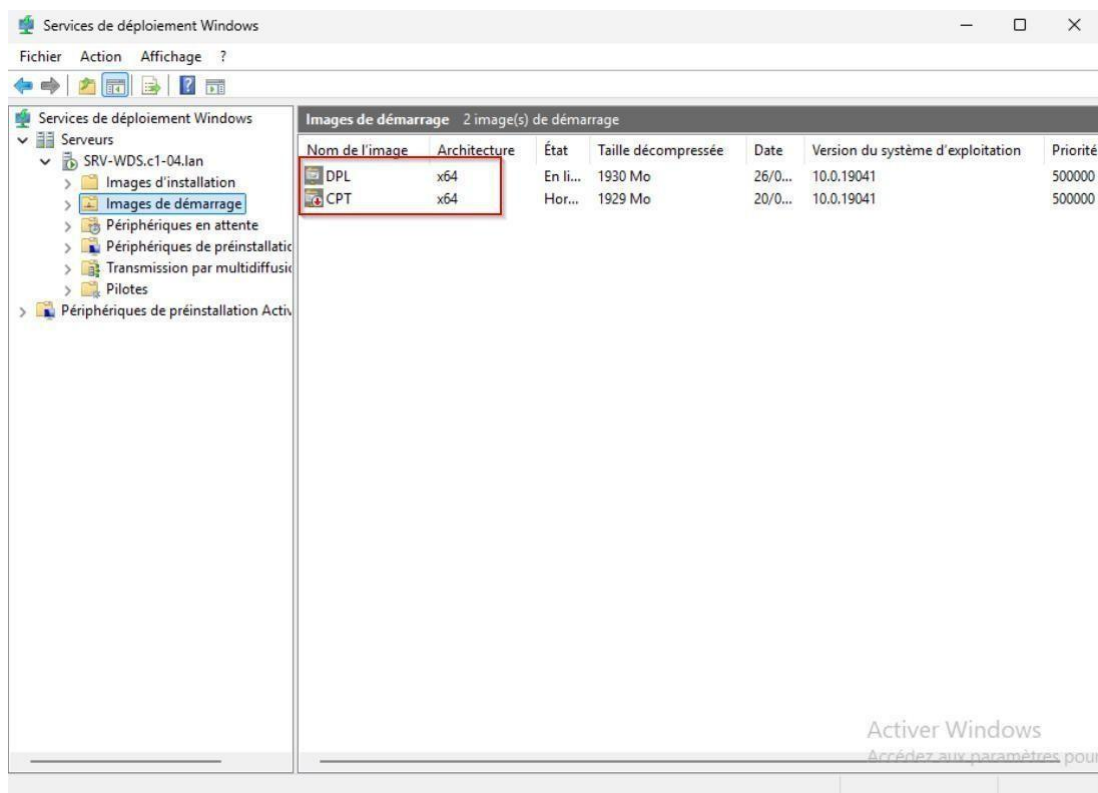 Services de déploiement Windows
Fichier Action Affichage ?
Services de déploiement Windows
Serveurs
SRV-WDS.c1-04.lan
Images d'installation
Images de démarrage
Périphériques en attente
Périphériques de préinstallatic
Transmission par multidiffusic
Pilotes
Périphériques de préinstallation Activ
Images de démarrage 2 image(s) de démarrage
Nom de l'image Architecture État Taille décompressée Date Version du système d'exploitation Priorité
DPL x64 En li... 1930 Mo 26/0... 10.0.19041 500000
CPT x64 Hor... 1929 Mo 20/0... 10.0.19041 500000
Activer Windows
Accédez aux paramètres pour